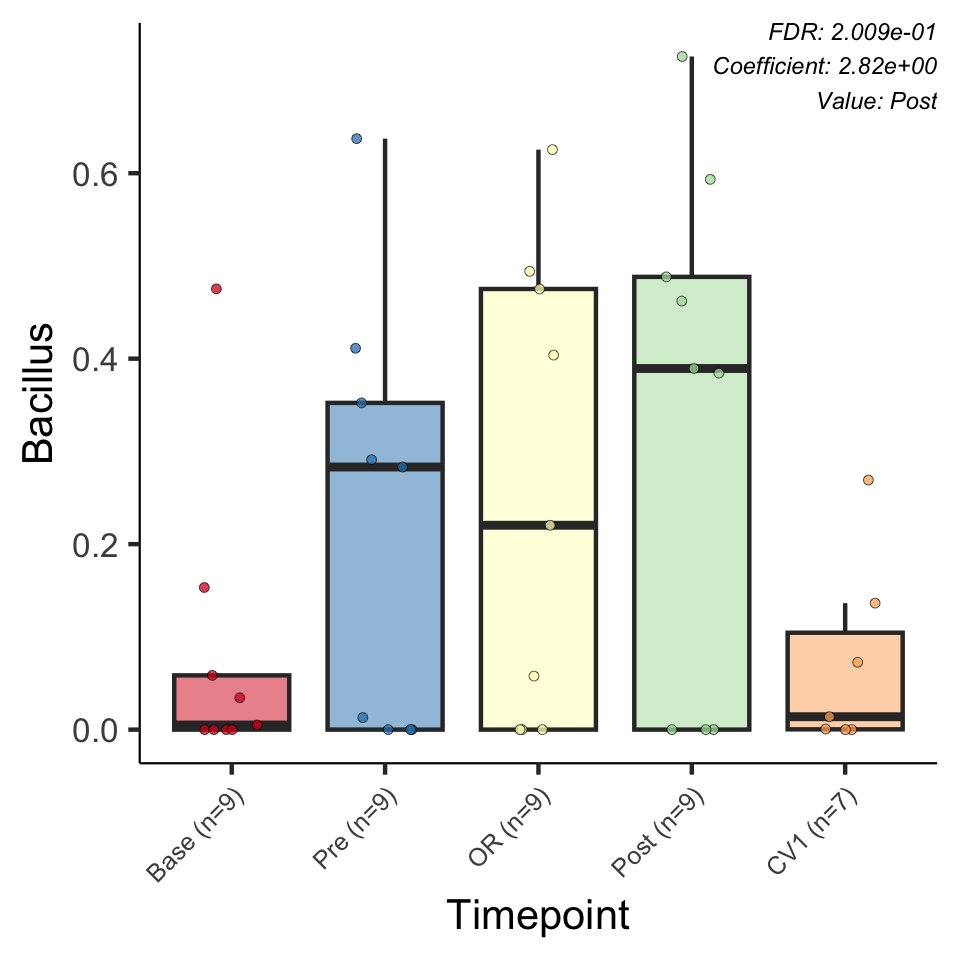 FDR: 2.009e-01
Coefficient: 2.82e+00
Value: Post
Bacillus
0.6
0.4
0.2
0.0
Base (n=9)
Pre (n=9)
OR (n=9)
Post (n=9)
CV1 (n=7)
Timepoint